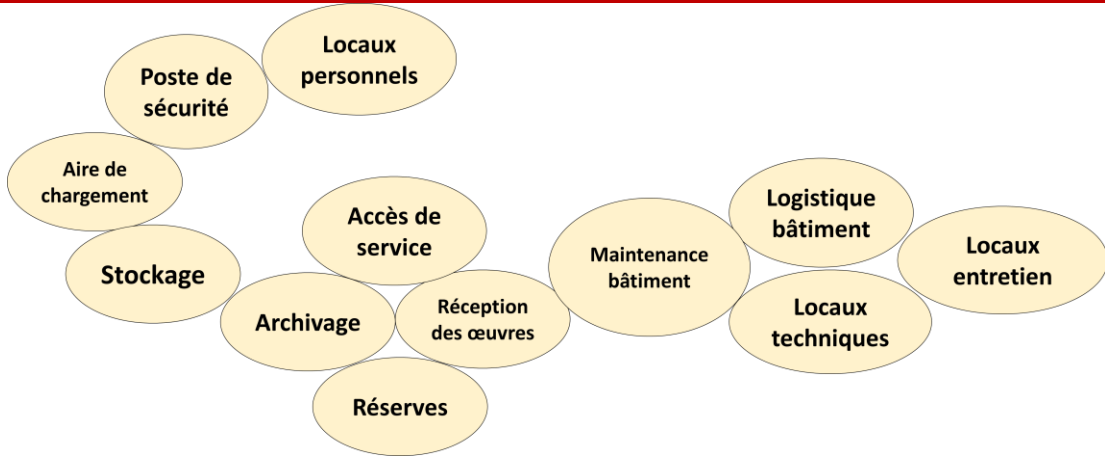 Locaux
personnels
Poste de
sécurité
Aire de
chargement
Stockage
Accès de
service
Archivage
Réception
des œuvres
Réserves
Maintenance
bâtiment
Logistique
bâtiment
Locaux
techniques
Locaux
entretien